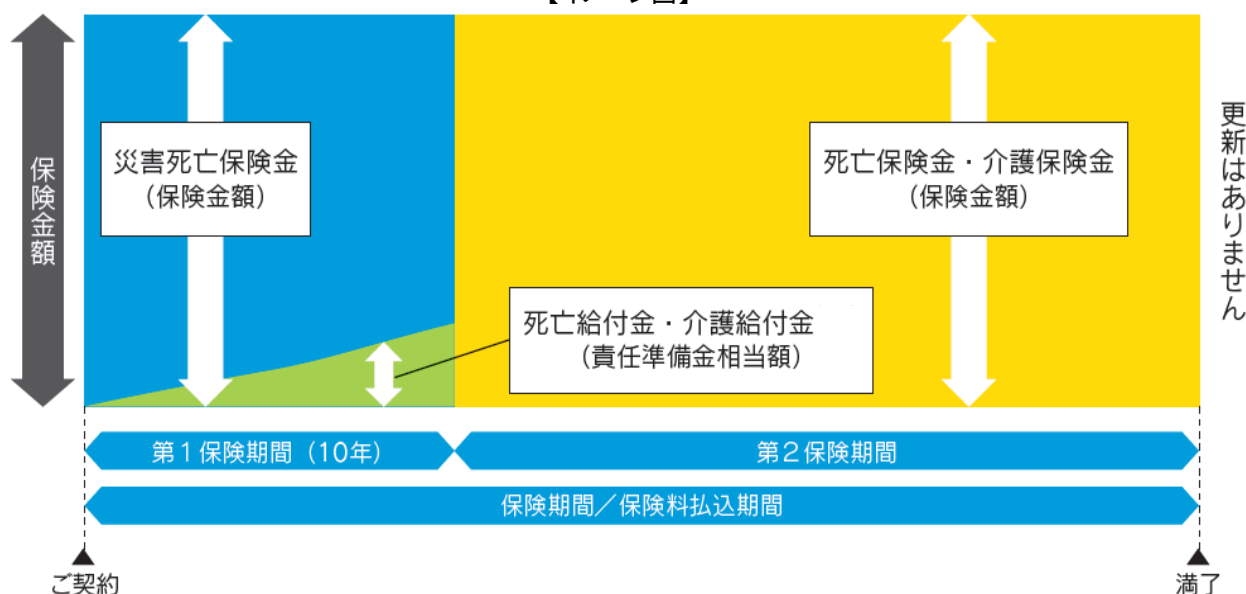 保険金額
災害死亡保険金
（保険金額）
死亡保険金・介護保険金
（保険金額）
死亡給付金・介護給付金
（責任準備金相当額）
更新はありません
第1保険期間（10年）
第2保険期間
保険期間／保険料払込期間
ご契約
満了